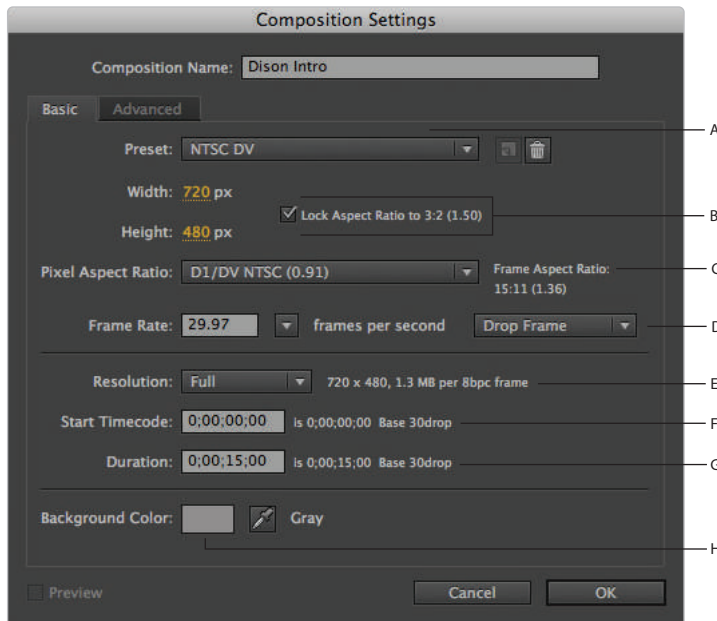 Composition Settings
Composition Name: Dison Intro
Basic Advanced
A
Preset: NTSC DV
Width: 720 px
Lock Aspect Ratio to 3:2 (1.50)
B
Height: 480 px
Pixel Aspect Ratio: D1/DV NTSC (0.91) Frame Aspect Ratio:
15:11 (1.36)
C
Frame Rate: 29.97 frames per second Drop Frame
D
Resolution: Full 720 x 480, 1.3 MB per 8bpc frame
E
Start Timecode: 0;00;00;00 is 0;00;00;00 Base 30drop
F
Duration: 0;00;15;00 is 0;00;15;00 Base 30drop
G
Background Color: Gray
H
Preview Cancel OK